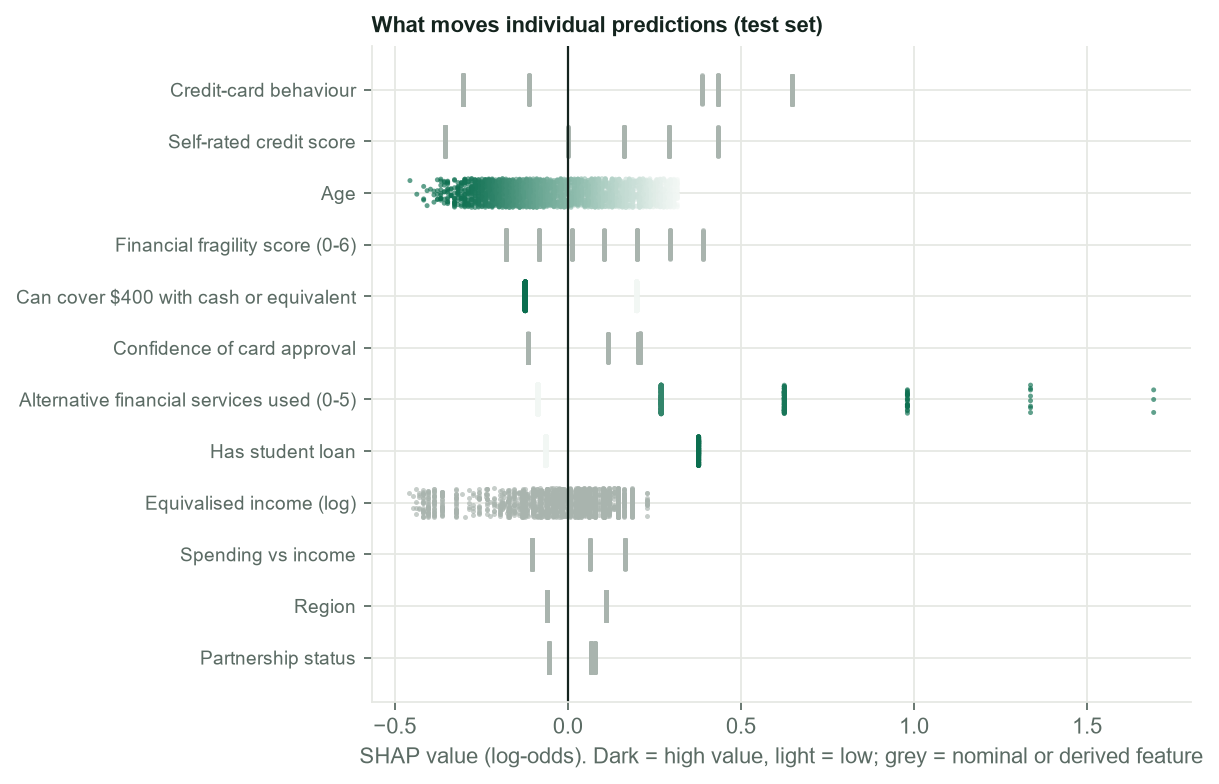 What moves individual predictions (test set)
Credit-card behaviour
Self-rated credit score
Age
Financial fragility score (0-6)
Can cover $400 with cash or equivalent
Confidence of card approval
Alternative financial services used (0-5)
Has student loan
Equivalised income (log)
Spending vs income
Region
Partnership status
−0.5 0.0 0.5 1.0 1.5
SHAP value (log-odds). Dark = high value, light = low; grey = nominal or derived feature